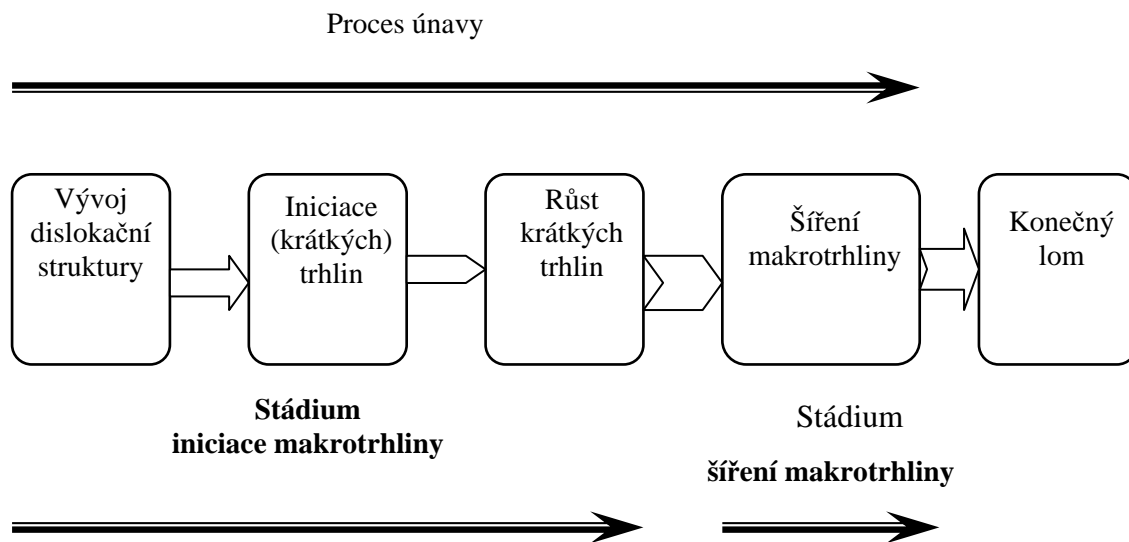 Proces únavy
Vývoj
dislokační
struktury
Iniciace
(krátkých)
trhlin
Růst
krátkých
trhlin
Šíření
makrotrhliny
Konečný
lom
Stádium
iniciace makrotrhliny
Stádium
šíření makrotrhliny